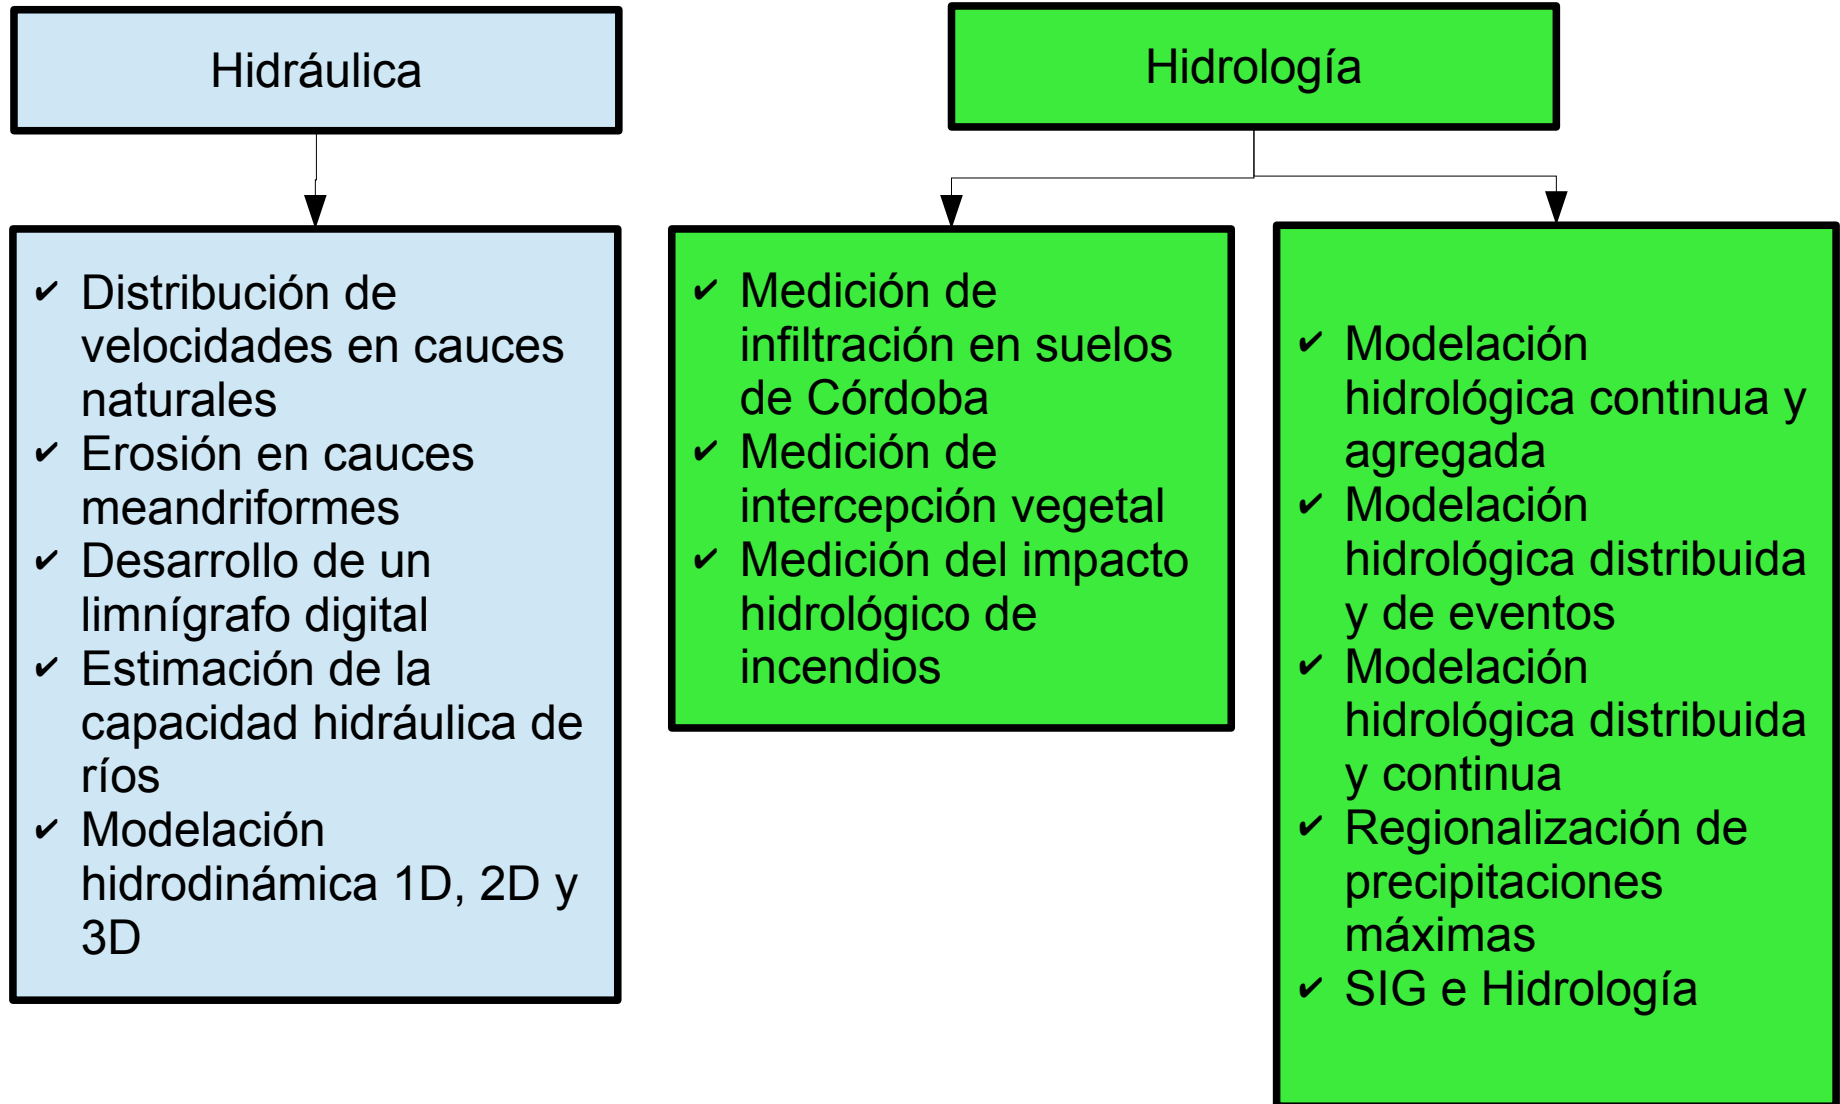 Hidráulica
Distribución de
velocidades en cauces
naturales
Erosión en cauces
meandriformes
Desarrollo de un
limnígrafo digital
Estimación de la
capacidad hidráulica de
ríos
Modelación
hidrodinámica 1D, 2D y
3D
Hidrología
Medición de
infiltración en suelos
de Córdoba
Medición de
intercepción vegetal
Medición del impacto
hidrológico de
incendios
Modelación
hidrológica continua y
agregada
Modelación
hidrológica distribuida
y de eventos
Modelación
hidrológica distribuida
y continua
Regionalización de
precipitaciones
máximas
SIG e Hidrología